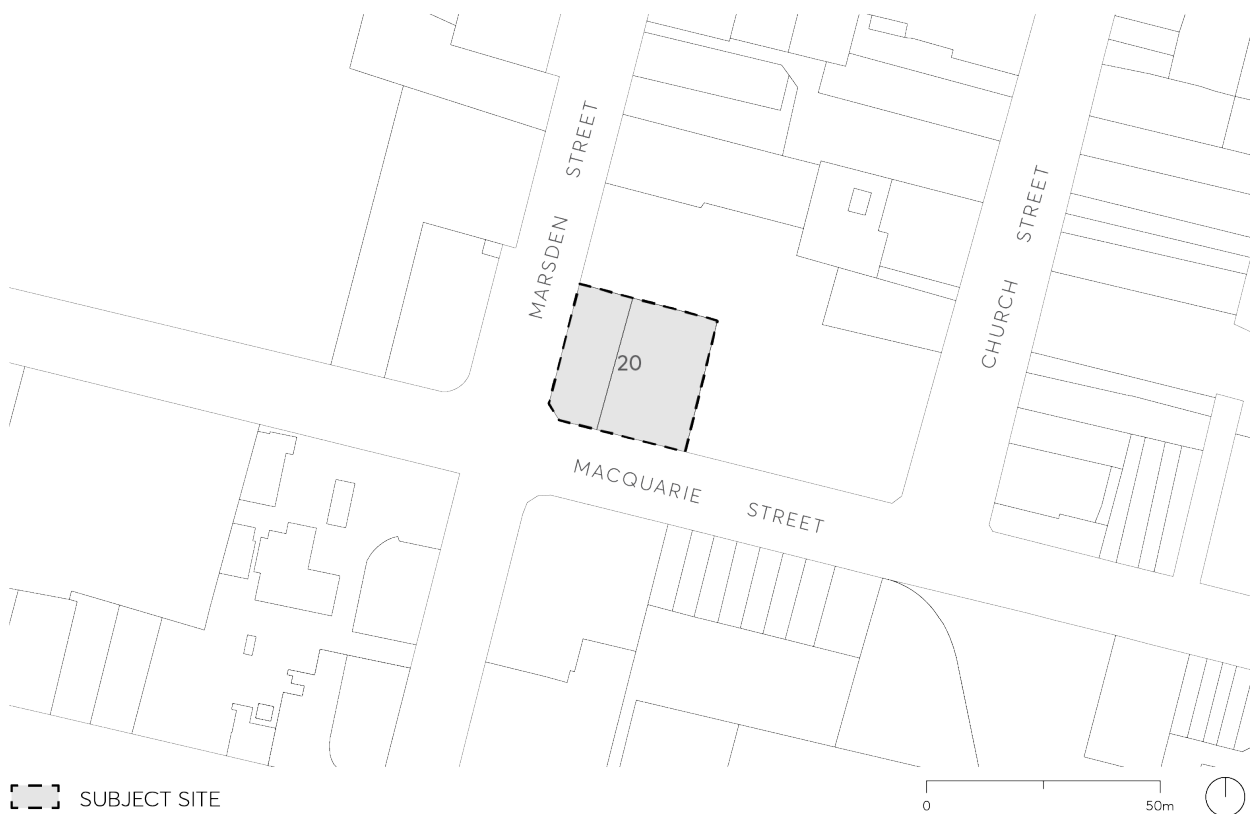 MARSDEN STREET
CHURCH STREET
20
MACQUARIE STREET
SUBJECT SITE
0 50m